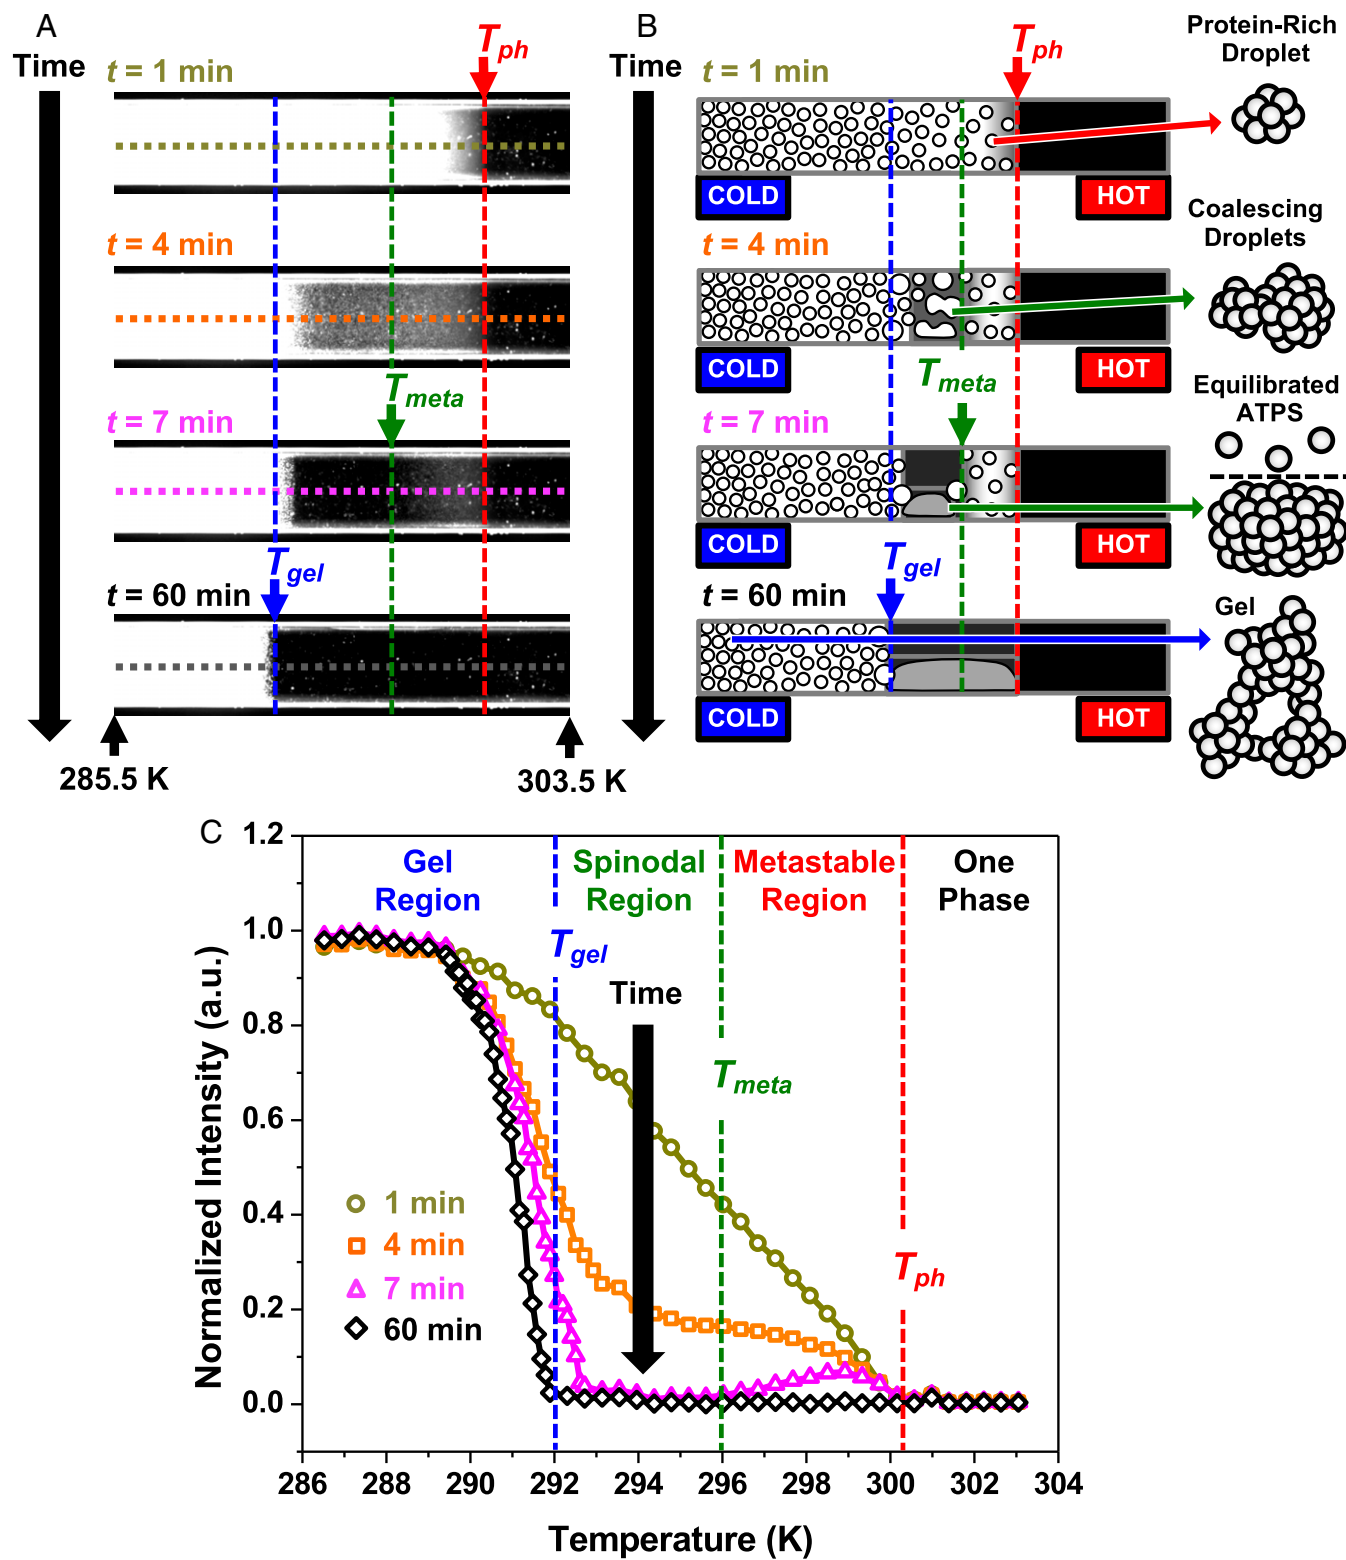 A
Time
t = 1 min
Tph
t = 4 min
Tmeta
t = 7 min
Tgel
t = 60 min
285.5 K
303.5 K
B
Time
t = 1 min
Tph
COLD
HOT
Protein-Rich
Droplet
t = 4 min
COLD
HOT
Coalescing
Droplets
Tmeta
t = 7 min
COLD
HOT
Equilibrated
ATPS
Tgel
t = 60 min
COLD
HOT
Gel
C
Normalized Intensity (a.u.)
1.2
1.0
0.8
0.6
0.4
0.2
0.0
Gel
Region
Spinodal
Region
Metastable
Region
One
Phase
Tgel
Time
Tmeta
Tph
1 min
4 min
7 min
60 min
286 288 290 292 294 296 298 300 302 304
Temperature (K)